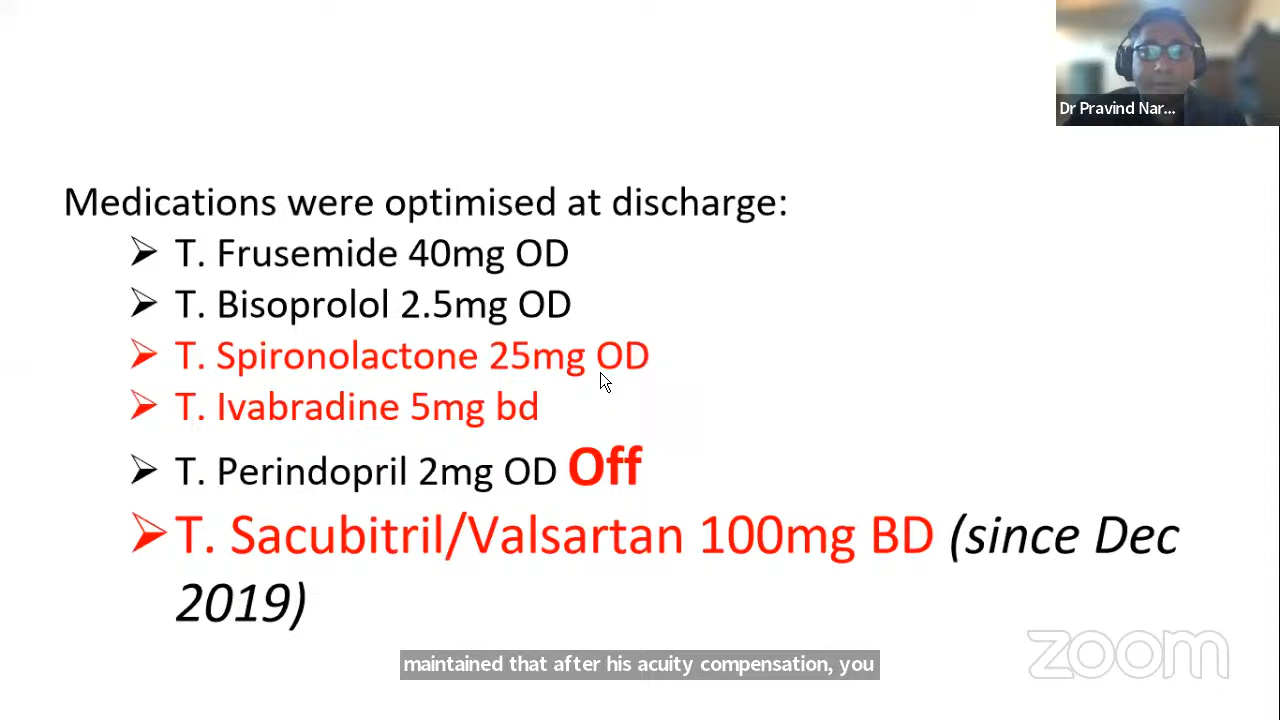 Dr Pravind Nar...
Medications were optimised at discharge:
T. Frusemide 40mg OD
T. Bisoprolol 2.5mg OD
T. Spironolactone 25mg OD
T. Ivabradine 5mg bd
T. Perindopril 2mg OD Off
T. Sacubitril/Valsartan 100mg BD (since Dec
2019)
zoom
maintained that after his acuity compensation, you